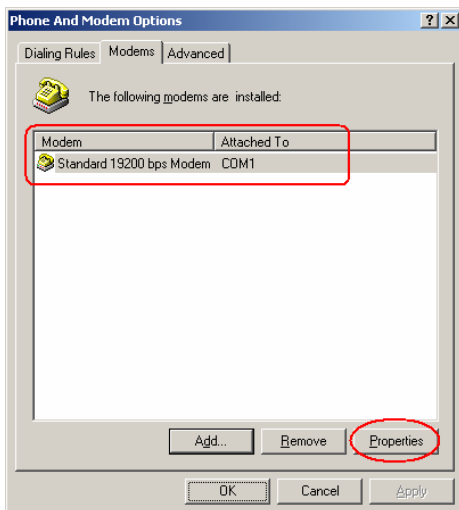 Phone And Modem Options
Dialing Rules Modems Advanced
The following modems are installed:
Modem Attached To
Standard 19200 bps Modem COM1
Add... Remove Properties
OK Cancel Apply